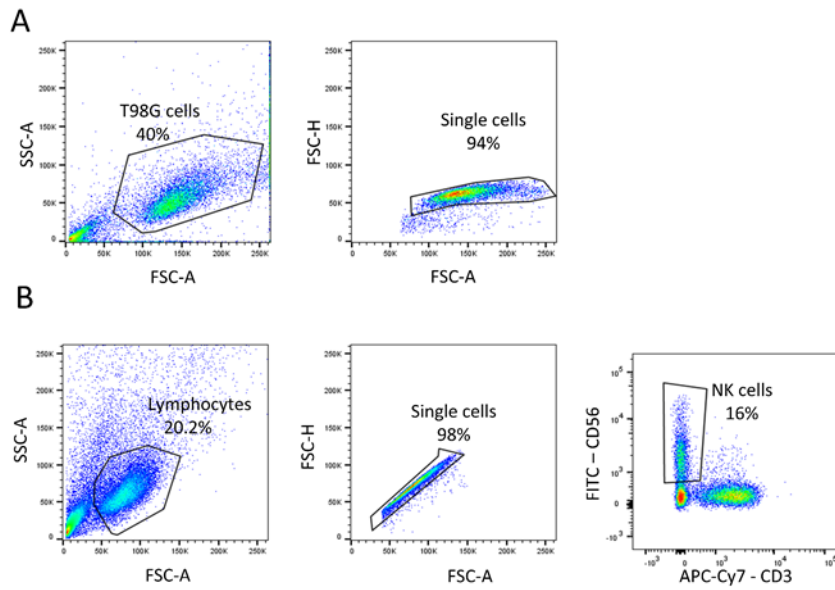 A
T98G cells
40%
SSC-A
250K
200K
150K
100K
50K
0
0
50K
100K
150K
200K
250K
FSC-A
Single cells
94%
FSC-H
250K
200K
150K
100K
50K
0
0
50K
100K
150K
200K
250K
FSC-A
B
Lymphocytes
20.2%
SSC-A
250K
200K
150K
100K
50K
0
0
50K
100K
150K
200K
250K
FSC-A
Single cells
98%
FSC-H
250K
200K
150K
100K
50K
0
0
50K
100K
150K
200K
250K
FSC-A
NK cells
16%
FITC – CD56
10^5
10^4
10^3
0
-10^3
-10^3
0
10^3
10^4
10^5
APC-Cy7 - CD3